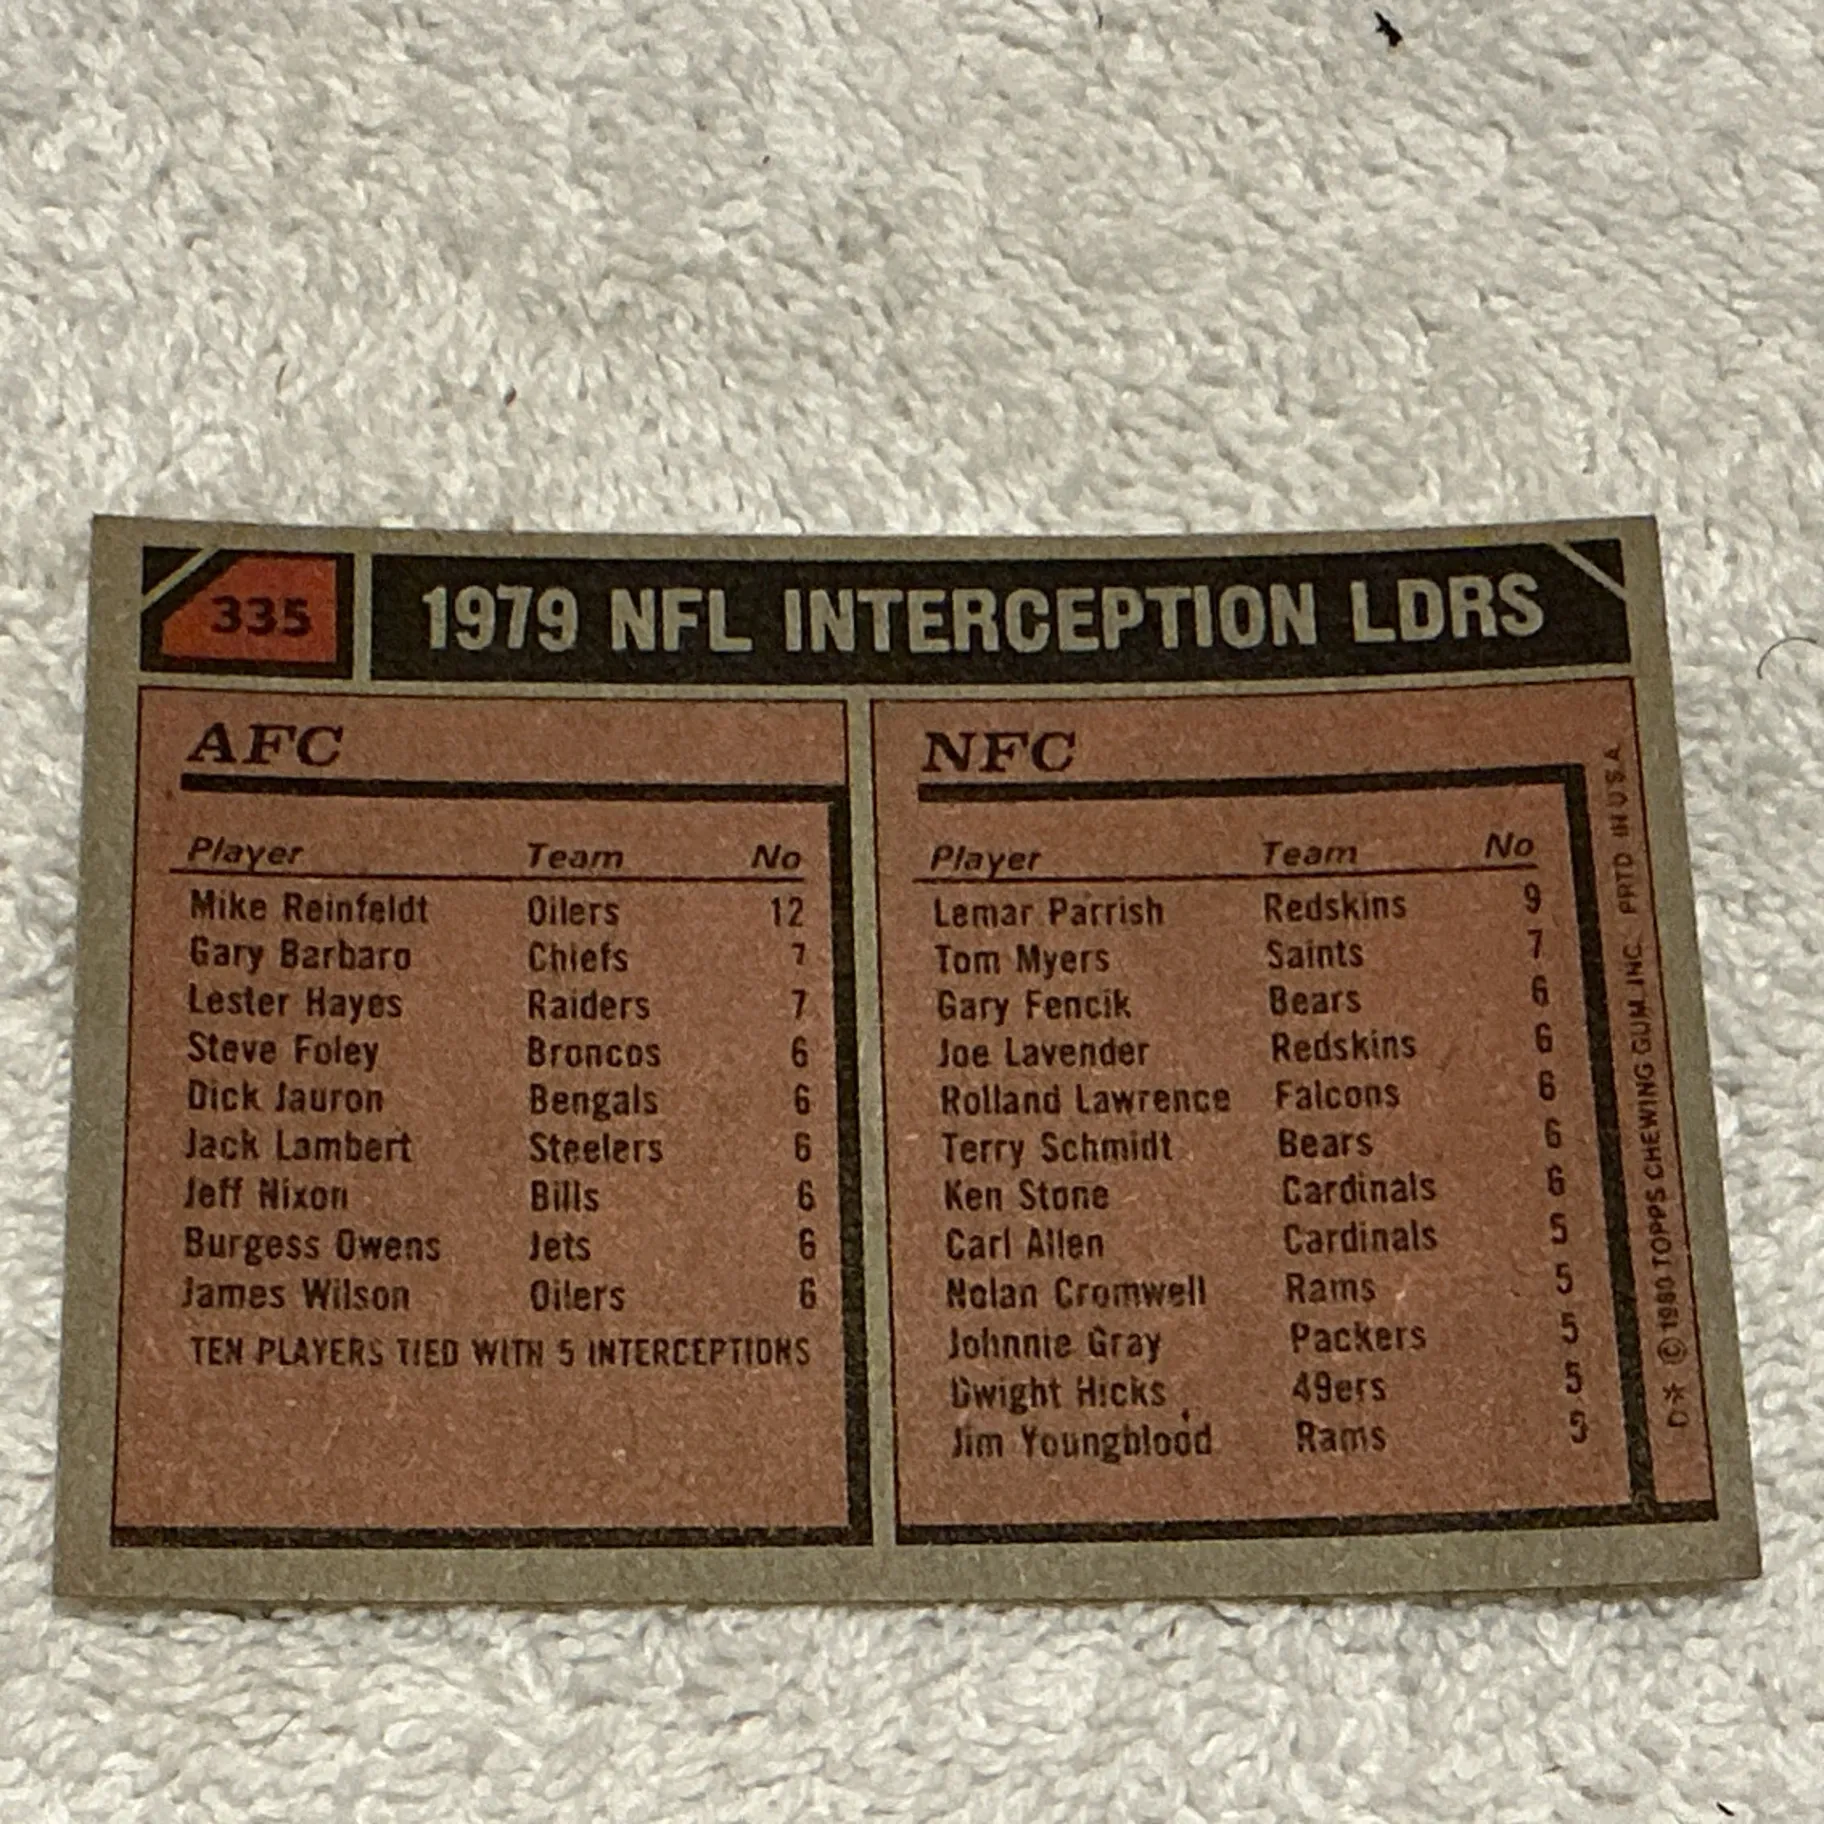 335
1979 NFL INTERCEPTION LDRS
AFC
Player Team No
Mike Reinfeldt Oilers 12
Gary Barbaro Chiefs 7
Lester Hayes Raiders 7
Steve Foley Broncos 6
Dick Jauron Bengals 6
Jack Lambert Steelers 6
Jeff Nixon Bills 6
Burgess Owens Jets 6
James Wilson Oilers 6
TEN PLAYERS TIED WITH 5 INTERCEPTIONS
NFC
Player Team No
Lemar Parrish Redskins 9
Tom Myers Saints 7
Gary Fencik Bears 6
Joe Lavender Redskins 6
Rolland Lawrence Falcons 6
Terry Schmidt Bears 6
Ken Stone Cardinals 6
Carl Allen Cardinals 5
Nolan Cromwell Rams 5
Johnnie Gray Packers 5
Dwight Hicks 49ers 5
Jim Youngblood Rams 5
D* © 1980 TOPPS CHEWING GUM, INC. PRTD IN U.S.A.